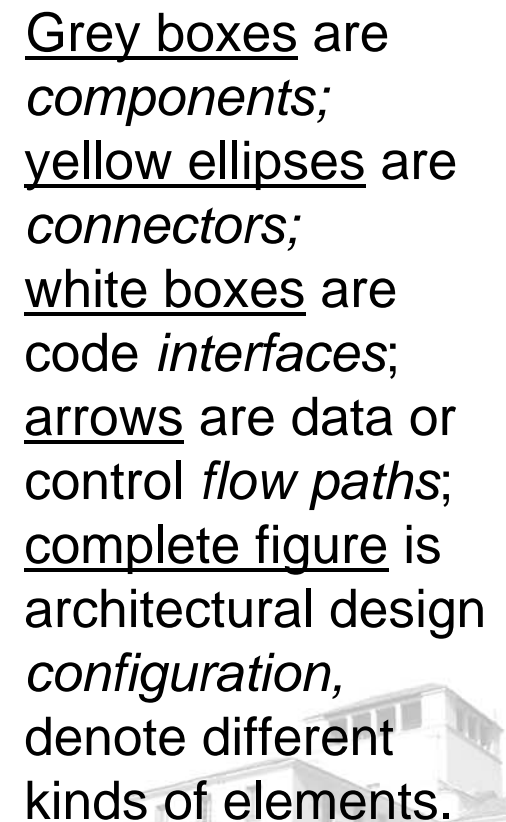 Grey boxes are
components;
yellow ellipses are
connectors;
white boxes are
code interfaces;
arrows are data or
control flow paths;
complete figure is
architectural design
configuration,
denote different
kinds of elements.